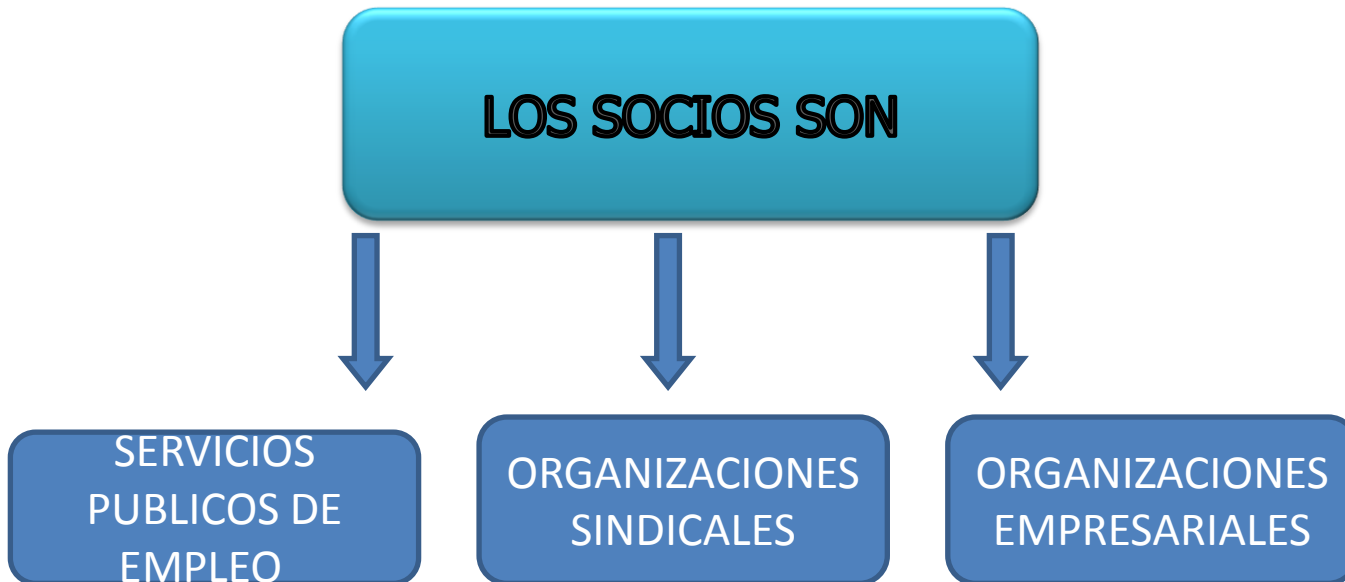 LOS SOCIOS SON
SERVICIOS
PUBLICOS DE
EMPLEO
ORGANIZACIONES
SINDICALES
ORGANIZACIONES
EMPRESARIALES